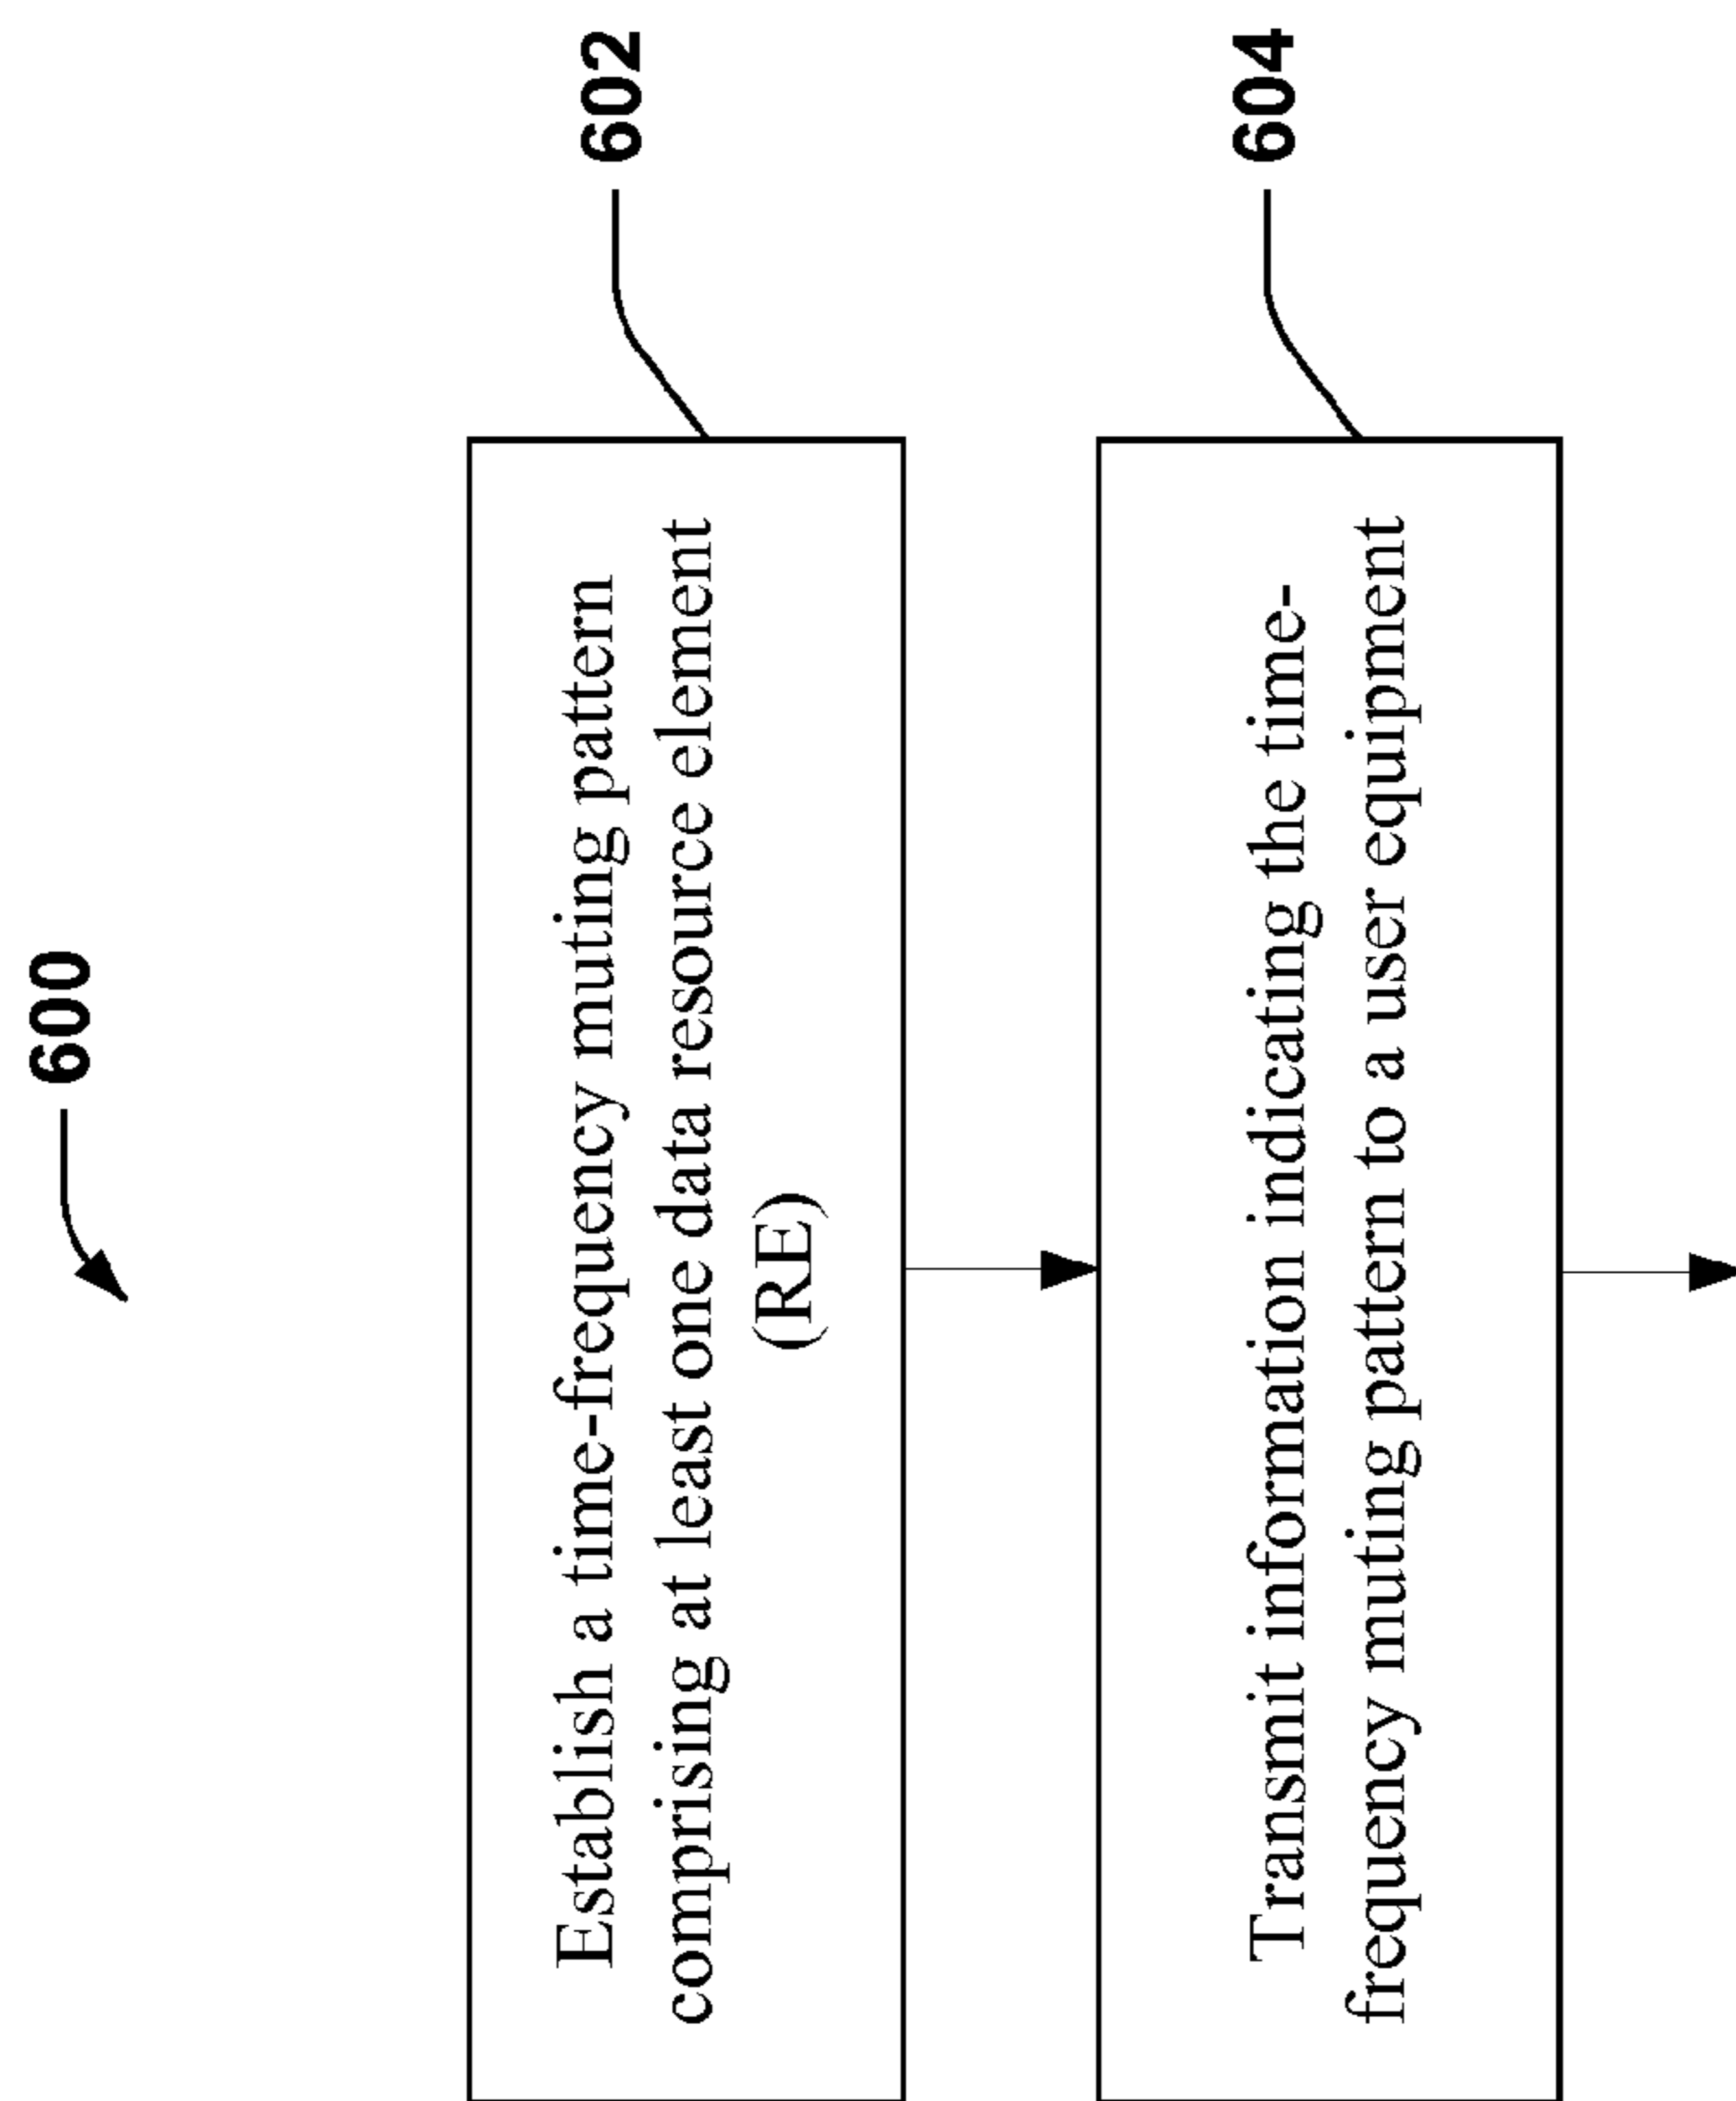 600
602
Establish a time-frequency muting pattern
comprising at least one data resource element
(RE)
604
Transmit information indicating the time-
frequency muting pattern to a user equipment